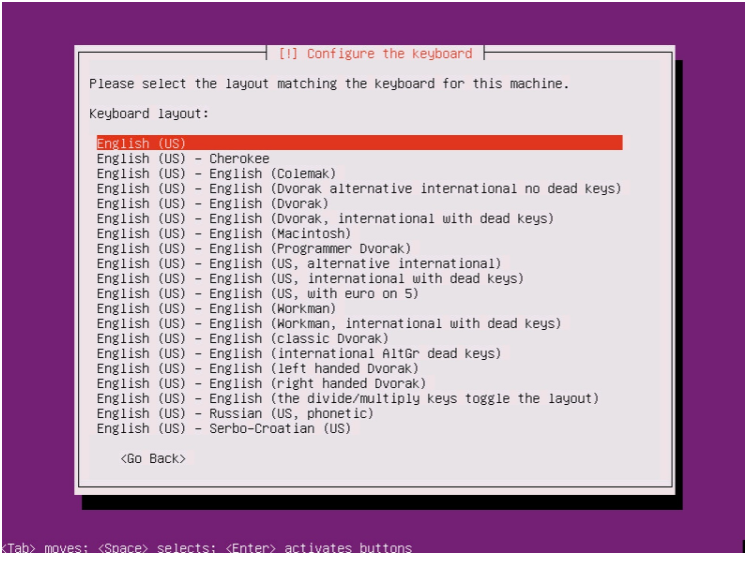 [!] Configure the keyboard
Please select the layout matching the keyboard for this machine.
Keyboard layout:
English (US)
English (US) - Cherokee
English (US) - English (Colemak)
English (US) - English (Dvorak alternative international no dead keys)
English (US) - English (Dvorak)
English (US) - English (Dvorak, international with dead keys)
English (US) - English (Macintosh)
English (US) - English (Programmer Dvorak)
English (US) - English (US, alternative international)
English (US) - English (US, international with dead keys)
English (US) - English (US, with euro on 5)
English (US) - English (Workman)
English (US) - English (Workman, international with dead keys)
English (US) - English (classic Dvorak)
English (US) - English (international AltGr dead keys)
English (US) - English (left handed Dvorak)
English (US) - English (right handed Dvorak)
English (US) - English (the divide/multiply keys toggle the layout)
English (US) - Russian (US, phonetic)
English (US) - Serbo-Croatian (US)
<Go Back>
<Tab> moves; <Space> selects; <Enter> activates buttons